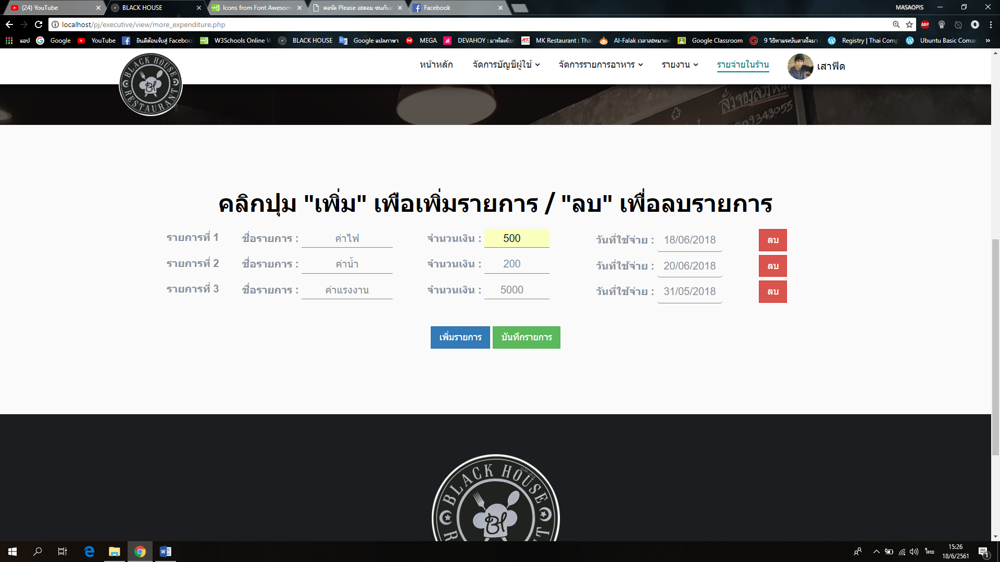 (24) YouTube
BLACK HOUSE
Icons from Font Awesom
คอร์ด Please อะตอม ชนกันต
Facebook
MASAOPIS
localhost/pj/executive/view/more_expenditure.php
ABP
แอป
Google
YouTube
ยินดีต้อนรับสู่ Facebook
W3Schools Online W
BLACK HOUSE
Google แปลภาษา
MEGA
DEVAHOY : มาหัดเขีย
MK Restaurant : Tha
Al-Falak เวลาละหมาด
Google Classroom
9 วิธีหาแรงบันดาลใจมา
Registry | Thai Comp
Ubuntu Basic Coma
»
BLACK HOUSE
RESTAURANT
Bl
หน้าหลัก
จัดการบัญชีผู้ใช้
จัดการรายการอาหาร
รายงาน
รายจ่ายในร้าน
เสาฟิต
คลิกปุ่ม "เพิ่ม" เพือเพิ่มรายการ / "ลบ" เพื่อลบรายการ
รายการที่ 1 ชื่อรายการ : ค่าไฟ จำนวนเงิน : 500 วันที่ใช้จ่าย : 18/06/2018 ลบ
รายการที่ 2 ชื่อรายการ : ค่าน้ำ จำนวนเงิน : 200 วันที่ใช้จ่าย : 20/06/2018 ลบ
รายการที่ 3 ชื่อรายการ : ค่าแรงงาน จำนวนเงิน : 5000 วันที่ใช้จ่าย : 31/05/2018 ลบ
เพิ่มรายการ
บันทึกรายการ
BLACK HOUSE
Bl
ไทย
15:26
18/6/2561
1